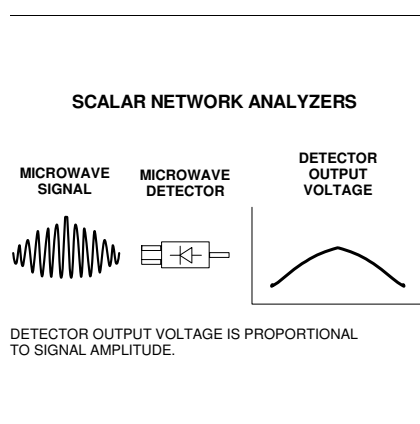 SCALAR NETWORK ANALYZERS
MICROWAVE
SIGNAL
MICROWAVE
DETECTOR
DETECTOR
OUTPUT
VOLTAGE
DETECTOR OUTPUT VOLTAGE IS PROPORTIONAL
TO SIGNAL AMPLITUDE.